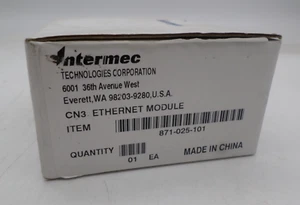 Intermec
TECHNOLOGIES CORPORATION
6001 36th Avenue West
Everett, WA 98203-9280, U.S.A.
CN3 ETHERNET MODULE
ITEM
871-025-101
QUANTITY 01 EA MADE IN CHINA